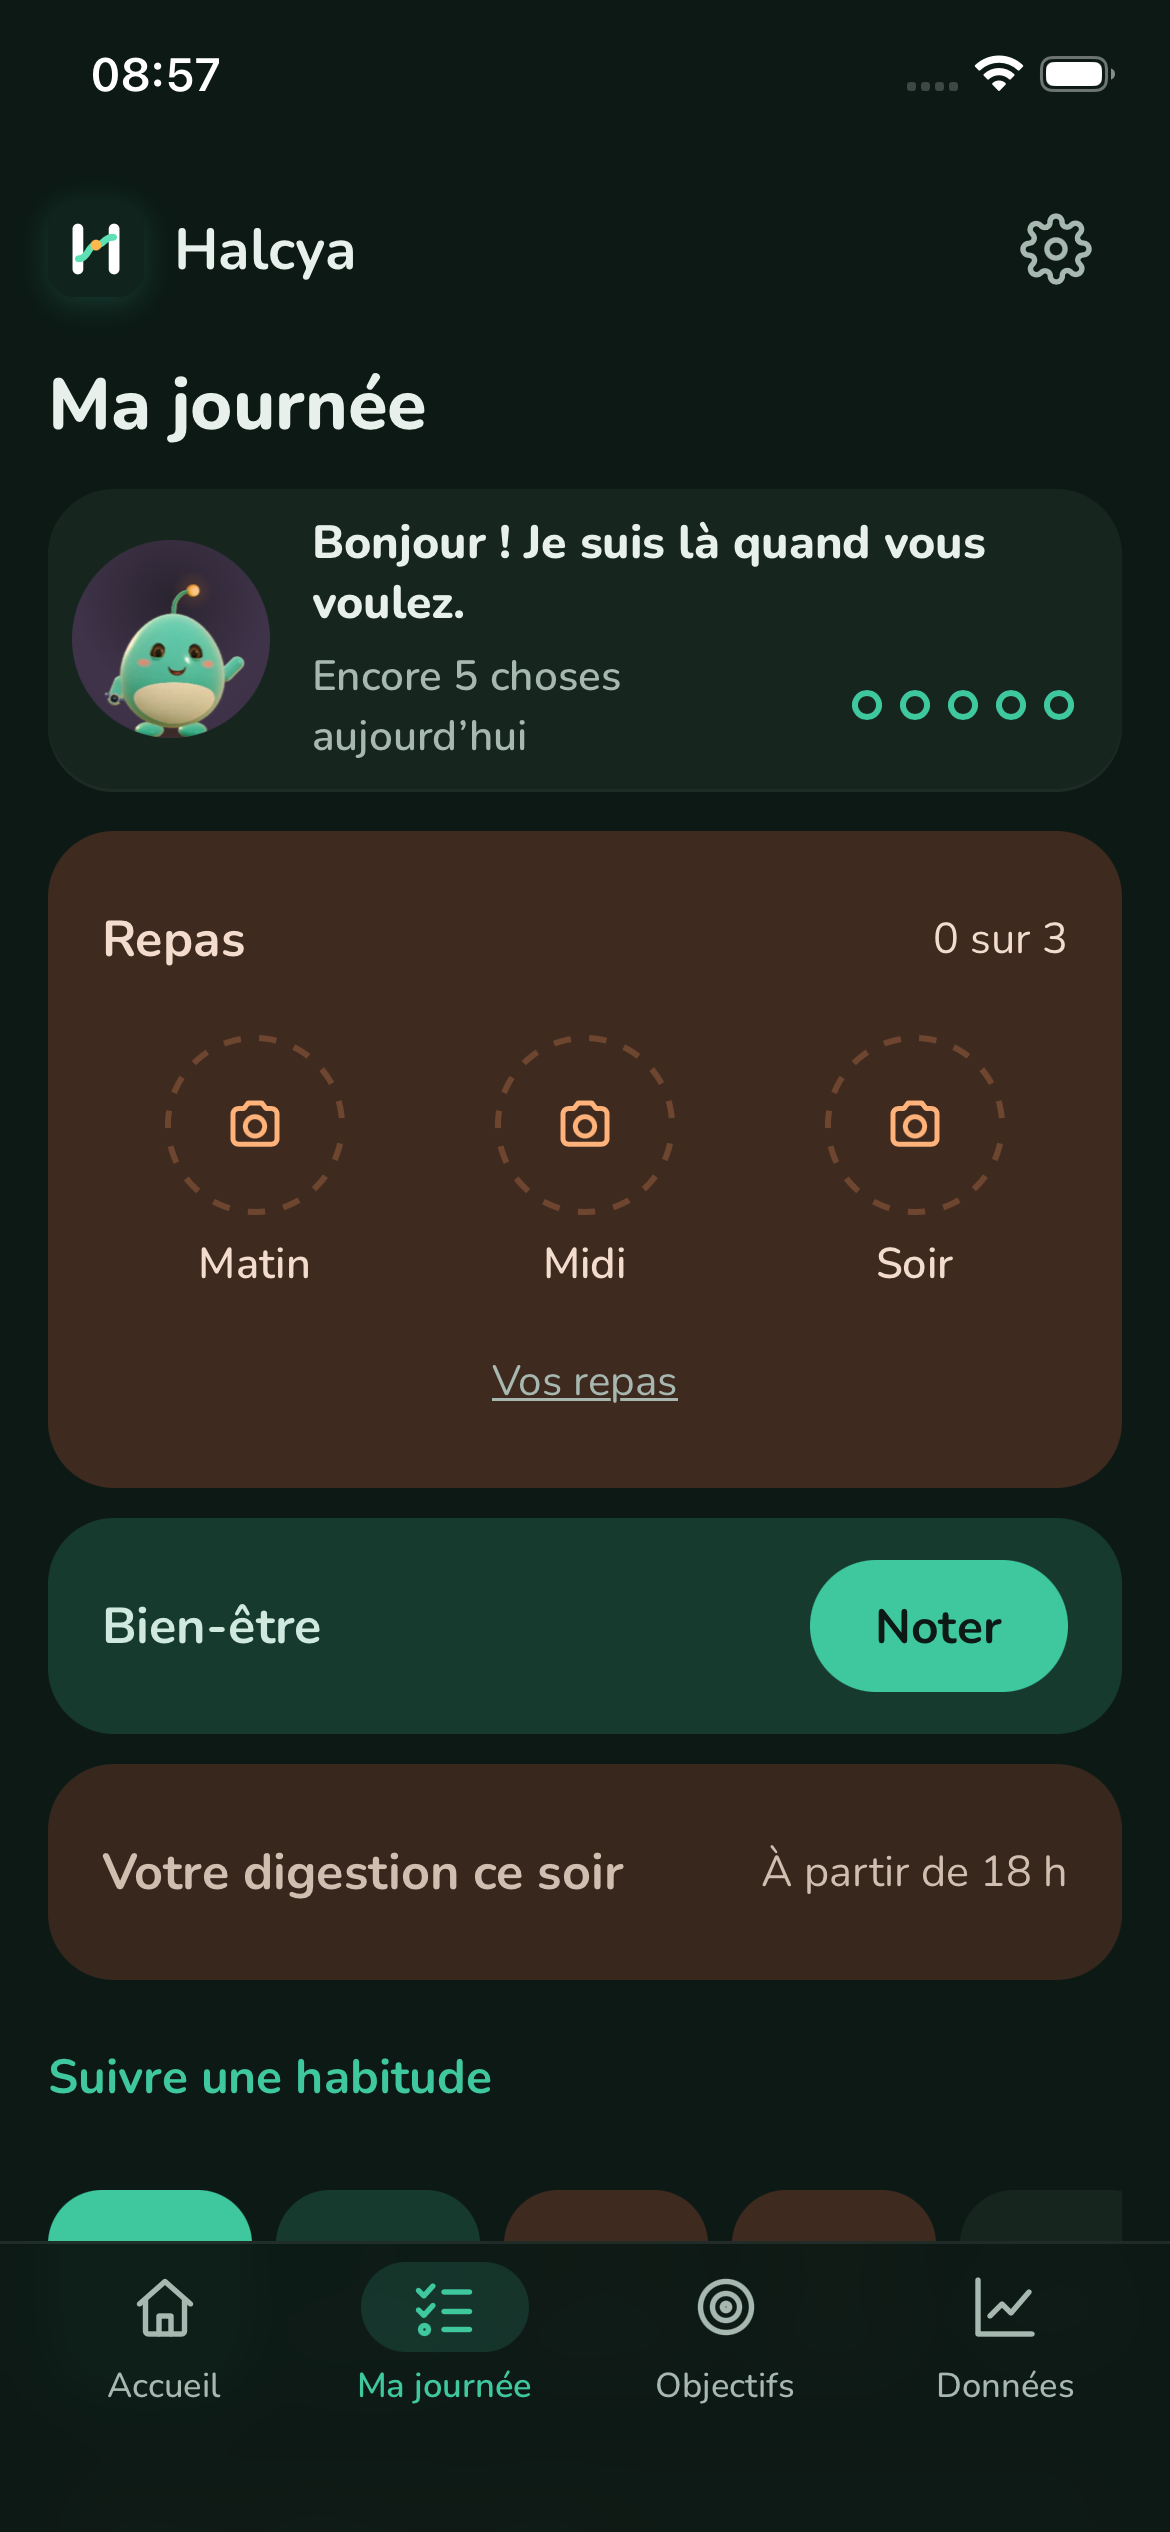 08:57
Halcya
Ma journée
Bonjour ! Je suis là quand vous
voulez.
Encore 5 choses
aujourd’hui
Repas
0 sur 3
Matin
Midi
Soir
Vos repas
Bien-être
Noter
Votre digestion ce soir
À partir de 18 h
Suivre une habitude
Accueil
Ma journée
Objectifs
Données